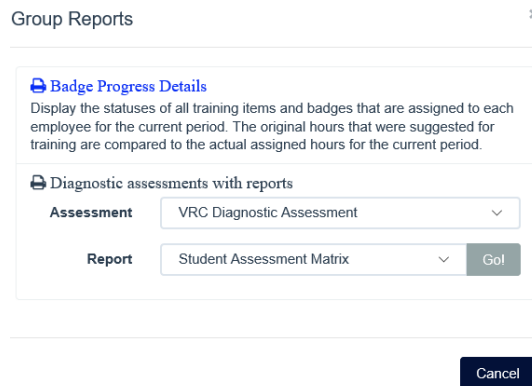 Group Reports
Badge Progress Details
Display the statuses of all training items and badges that are assigned to each
employee for the current period. The original hours that were suggested for
training are compared to the actual assigned hours for the current period.
Diagnostic assessments with reports
Assessment VRC Diagnostic Assessment
Report Student Assessment Matrix Go!
Cancel